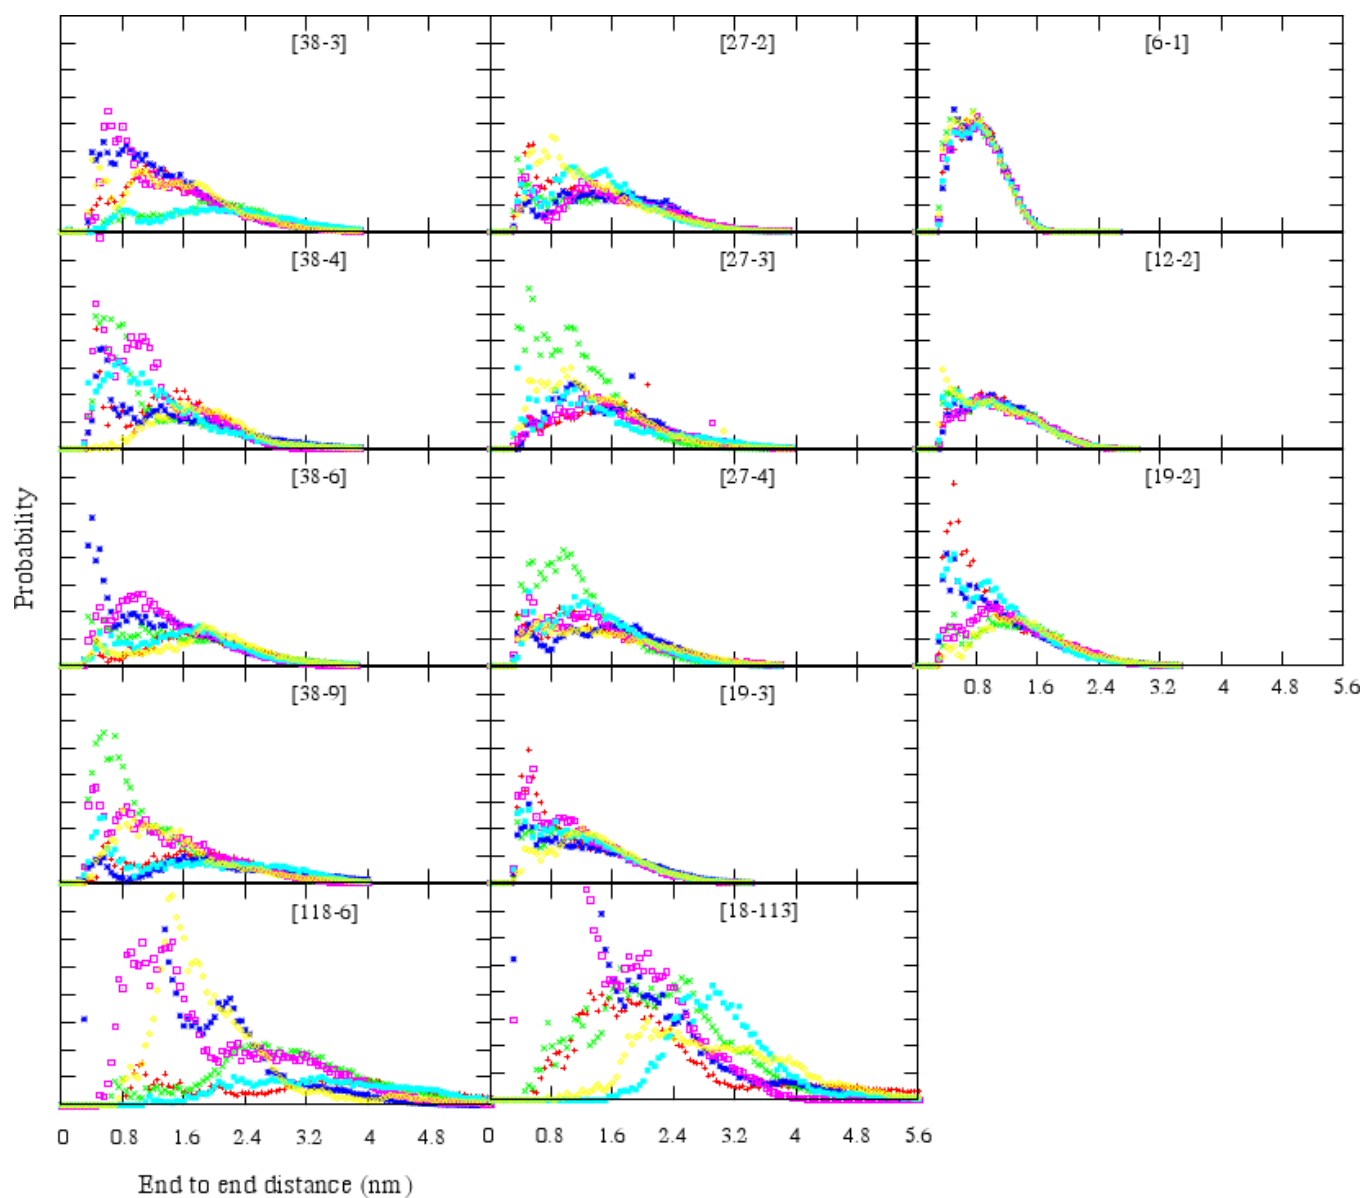 [38-3] [27-2] [6-1]
[38-4] [27-3] [12-2]
[38-6] [27-4] [19-2]
Probability
0.8 1.6 2.4 3.2 4 4.8 5.6
[38-9] [19-3]
[118-6] [18-113]
0 0.8 1.6 2.4 3.2 4 4.8 0 0.8 1.6 2.4 3.2 4 4.8 5.6
End to end distance (nm)